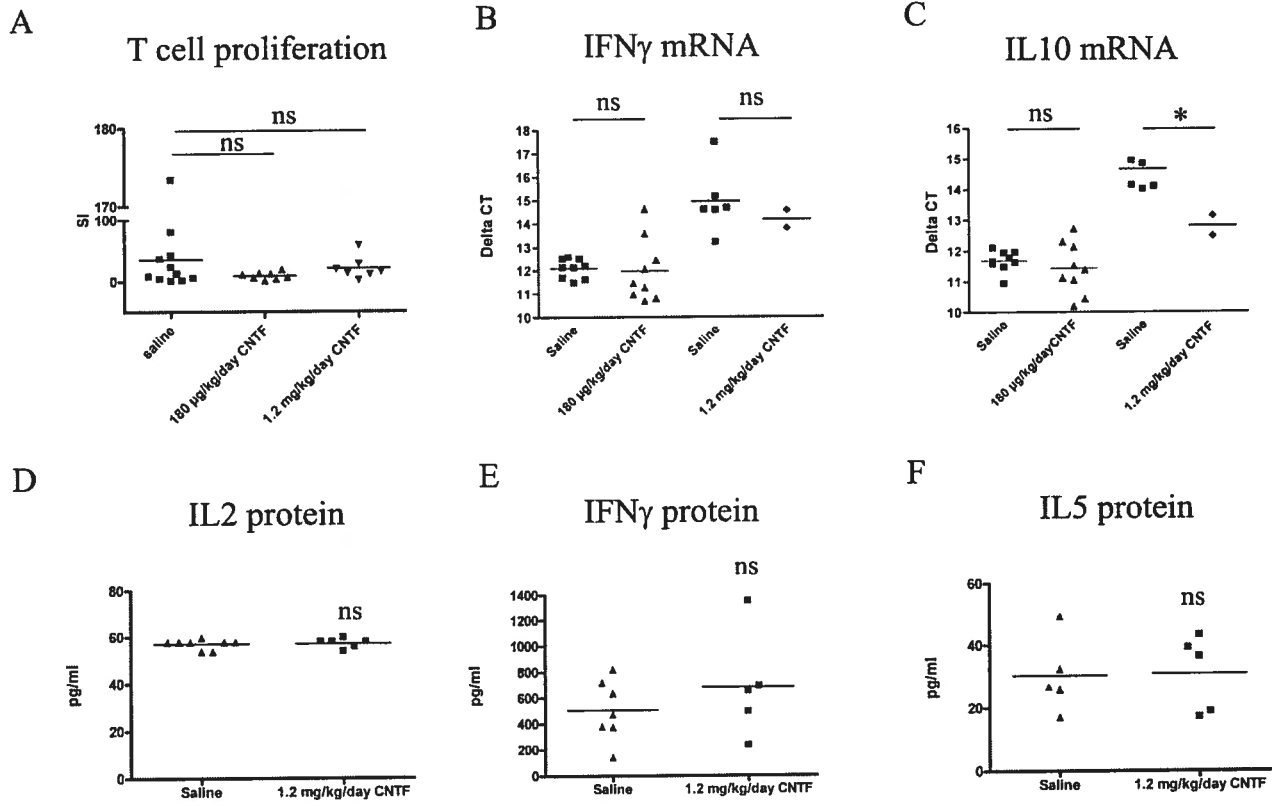 A
T cell proliferation
ns
ns
180
170
100
0
SI
saline
180 µg/kg/day CNTF
1.2 mg/kg/day CNTF
B
IFNγ mRNA
ns
ns
18
17
16
15
14
13
12
11
10
Delta CT
Saline
180 µg/kg/day CNTF
Saline
1.2 mg/kg/day CNTF
C
IL10 mRNA
ns
*
16
15
14
13
12
11
10
Delta CT
Saline
180 µg/kg/dayCNTF
Saline
1.2 mg/kg/day CNTF
D
IL2 protein
ns
80
60
40
20
0
pg/ml
Saline
1.2 mg/kg/day CNTF
E
IFNγ protein
ns
1400
1200
1000
800
600
400
200
0
pg/ml
Saline
1.2 mg/kg/day CNTF
F
IL5 protein
ns
60
40
20
0
pg/ml
Saline
1.2 mg/kg/day CNTF